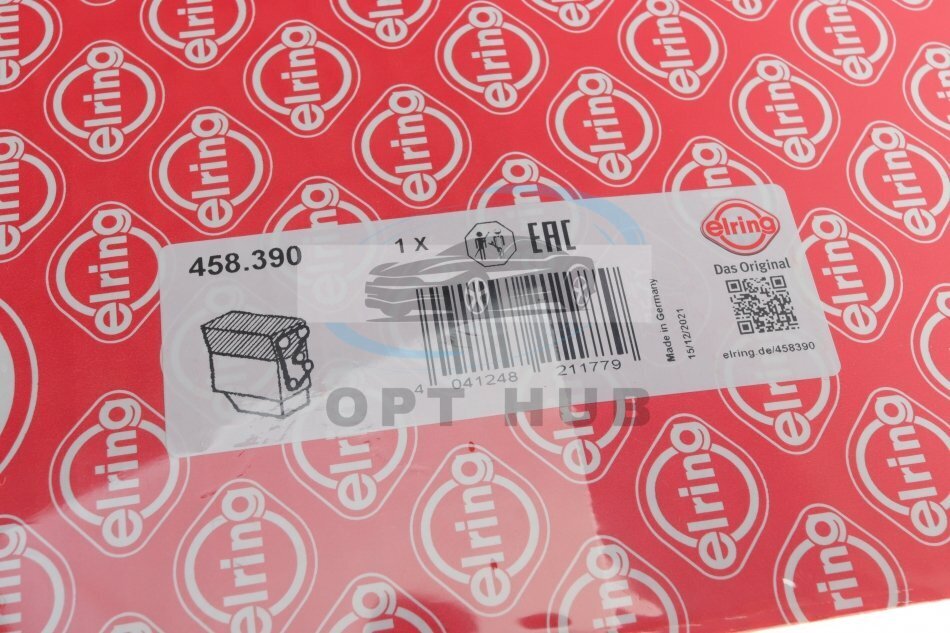 458.390
1 X
EAC
elring
Das Original
elring.de/458390
Made in Germany
15/12/2021
4 041248 211779
OPT HUB
elring